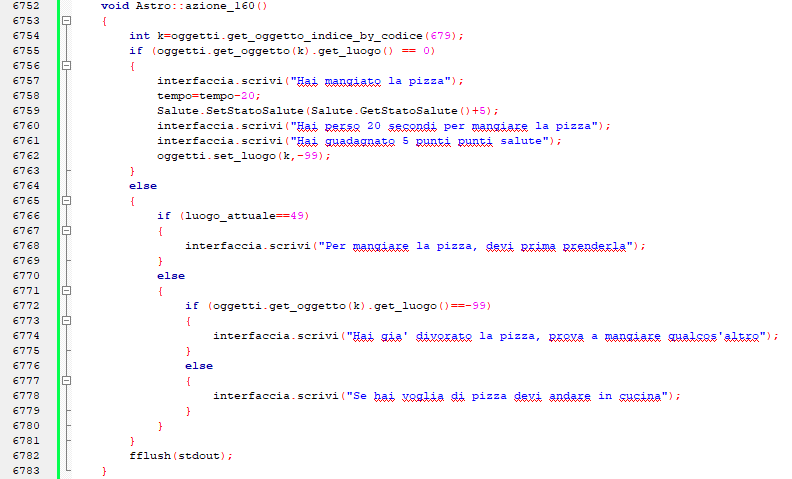 6752 void Astro::azione_160()
6753 {
6754 int k=oggetti.get_oggetto_indice_by_codice(679);
6755 if (oggetti.get_oggetto(k).get_luogo() == 0)
6756 {
6757 interfaccia.scrivi("Hai mangiato la pizza");
6758 tempo=tempo-20;
6759 Salute.SetStatoSalute(Salute.GetStatoSalute()+5);
6760 interfaccia.scrivi("Hai perso 20 secondi per mangiare la pizza");
6761 interfaccia.scrivi("Hai guadagnato 5 punti punti salute");
6762 oggetti.set_luogo(k,-99);
6763 }
6764 else
6765 {
6766 if (luogo_attuale==49)
6767 {
6768 interfaccia.scrivi("Per mangiare la pizza, devi prima prenderla");
6769 }
6770 else
6771 {
6772 if (oggetti.get_oggetto(k).get_luogo()==-99)
6773 {
6774 interfaccia.scrivi("Hai gia' divorato la pizza, prova a mangiare qualcos'altro");
6775 }
6776 else
6777 {
6778 interfaccia.scrivi("Se hai voglia di pizza devi andare in cucina");
6779 }
6780 }
6781 }
6782 fflush(stdout);
6783 }